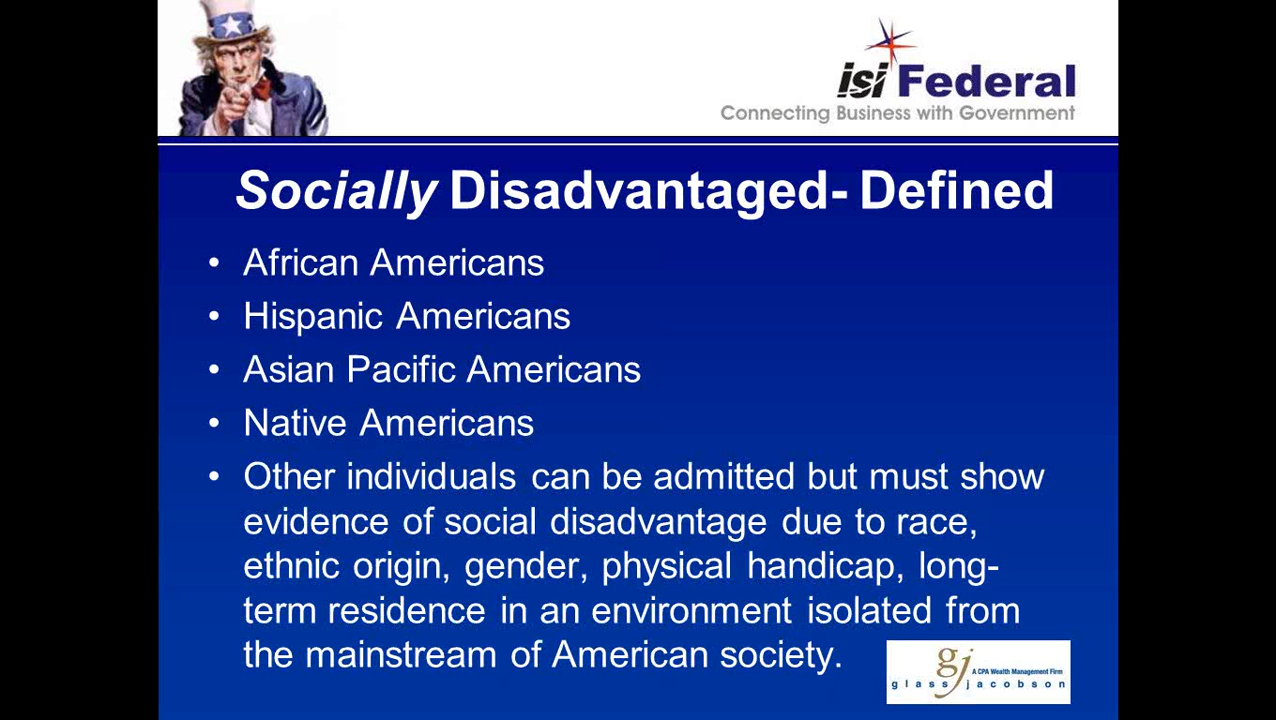 isi Federal
Connecting Business with Government
Socially Disadvantaged- Defined
• African Americans
• Hispanic Americans
• Asian Pacific Americans
• Native Americans
• Other individuals can be admitted but must show
evidence of social disadvantage due to race,
ethnic origin, gender, physical handicap, long-
term residence in an environment isolated from
the mainstream of American society.
gj
A CPA Wealth Management Firm
glass jacobson